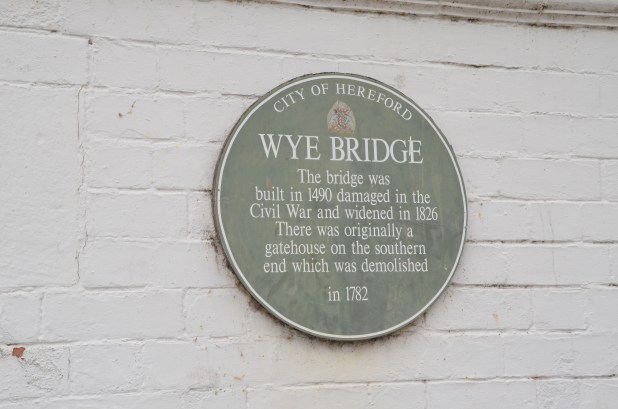 CITY OF HEREFORD
WYE BRIDGE
The bridge was
built in 1490 damaged in the
Civil War and widened in 1826
There was originally a
gatehouse on the southern
end which was demolished
in 1782